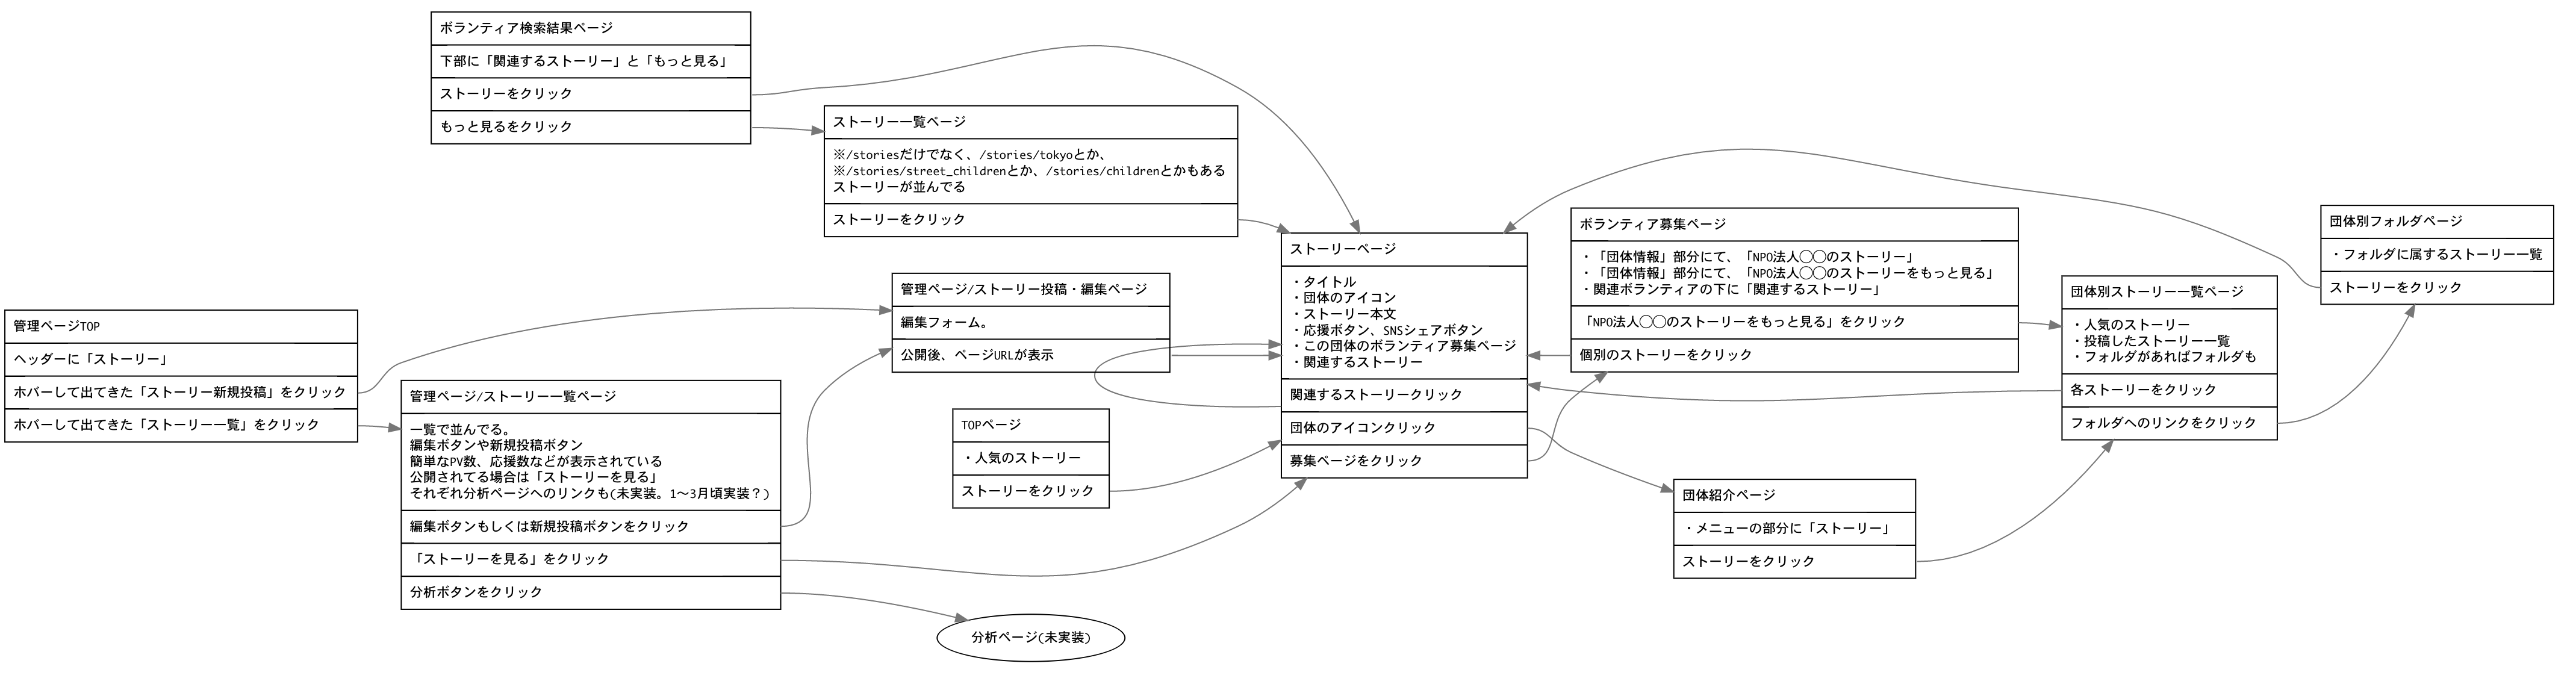 ボランティア検索結果ページ
下部に「関連するストーリー」と「もっと見る」
ストーリーをクリック
もっと見るをクリック
ストーリー一覧ページ
※/storiesだけでなく、/stories/tokyoとか、
※/stories/street_childrenとか、/stories/childrenとかもある
ストーリーが並んでる
ストーリーをクリック
管理ページTOP
ヘッダーに「ストーリー」
ホバーして出てきた「ストーリー新規投稿」をクリック
ホバーして出てきた「ストーリー一覧」をクリック
管理ページ/ストーリー一覧ページ
一覧で並んでる。
編集ボタンや新規投稿ボタン
簡単なPV数、応援数などが表示されている
公開されてる場合は「ストーリーを見る」
それぞれ分析ページへのリンクも(未実装。1〜3月頃実装？)
編集ボタンもしくは新規投稿ボタンをクリック
「ストーリーを見る」をクリック
分析ボタンをクリック
管理ページ/ストーリー投稿・編集ページ
編集フォーム。
公開後、ページURLが表示
TOPページ
・人気のストーリー
ストーリーをクリック
分析ページ(未実装)
ストーリーページ
・タイトル
・団体のアイコン
・ストーリー本文
・応援ボタン、SNSシェアボタン
・この団体のボランティア募集ページ
・関連するストーリー
関連するストーリークリック
団体のアイコンクリック
募集ページをクリック
ボランティア募集ページ
・「団体情報」部分にて、「NPO法人◯◯のストーリー」
・「団体情報」部分にて、「NPO法人◯◯のストーリーをもっと見る」
・関連ボランティアの下に「関連するストーリー」
「NPO法人◯◯のストーリーをもっと見る」をクリック
個別のストーリーをクリック
団体紹介ページ
・メニューの部分に「ストーリー」
ストーリーをクリック
団体別ストーリー一覧ページ
・人気のストーリー
・投稿したストーリー一覧
・フォルダがあればフォルダも
各ストーリーをクリック
フォルダへのリンクをクリック
団体別フォルダページ
・フォルダに属するストーリー一覧
ストーリーをクリック